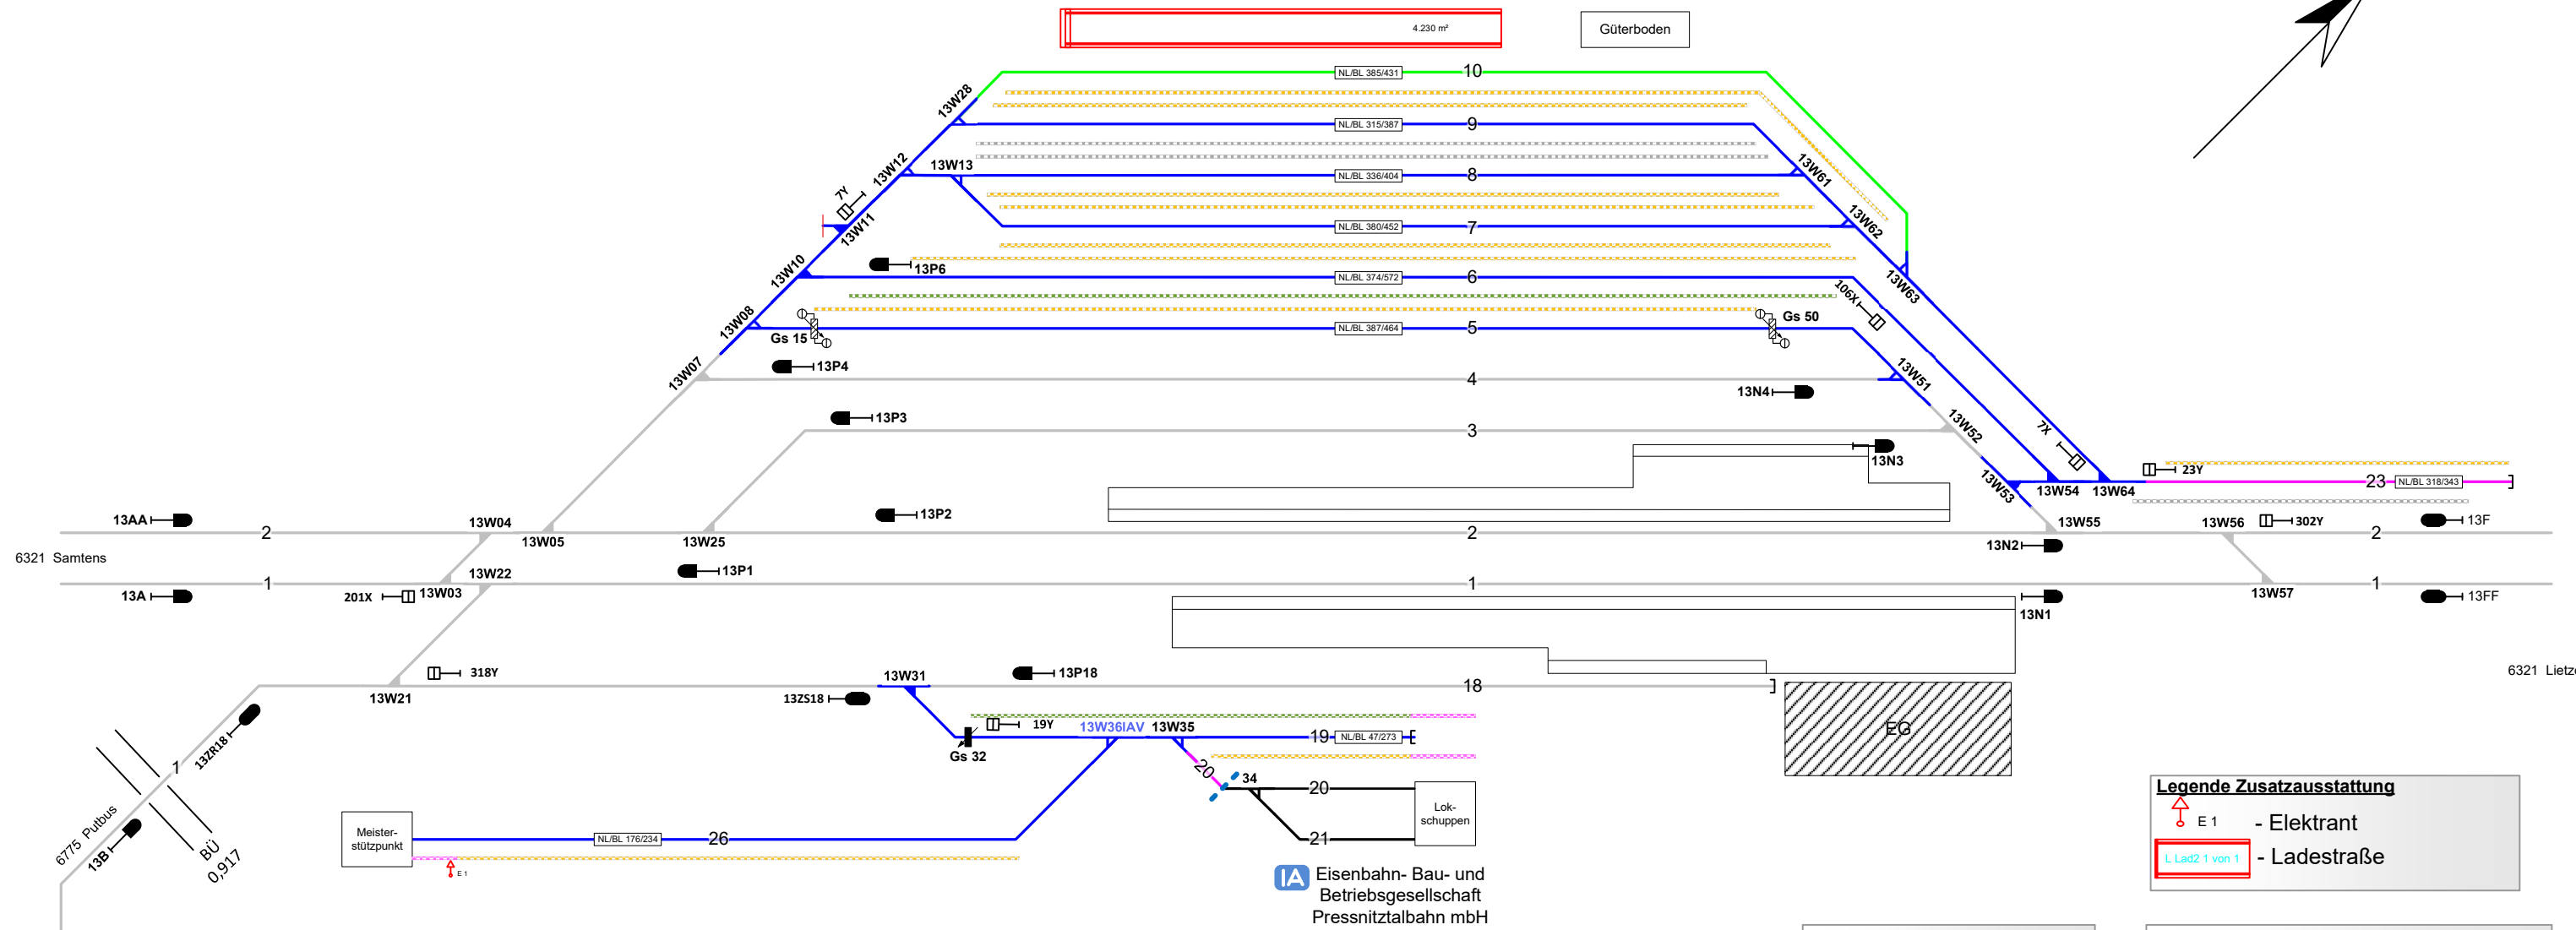 4.230 m²
Güterboden
NL/BL 385/431
10
13W28
NL/BL 315/387
9
13W12
13W13
NL/BL 336/404
8
13W61
7Y
13W11
NL/BL 380/452
7
13W62
13W10
13P6
NL/BL 374/572
6
13W63
106X
13W08
Gs 15
NL/BL 387/464
5
Gs 50
13W07
13P4
4
13N4
13W51
13P3
3
13W52
13N3
7X
23Y
23
NL/BL 318/343
13W53
13W54
13W64
13AA
2
13W04
13W05
13W25
13P2
2
13N2
13W55
13W56
302Y
2
13F
6321 Samtens
13A
1
201X
13W03
13W22
13P1
1
13N1
13W57
1
13FF
6321 Lietz
13W21
318Y
13ZS18
13W31
13P18
18
EG
13ZR18
1
6775 Putbus
13B
BÜ
0,917
Gs 32
19Y
13W36IAV
13W35
19
NL/BL 47/273
20
34
20
21
Lok-
schuppen
Meister-
stützpunkt
NL/BL 176/234
26
E 1
IA
Eisenbahn- Bau- und
Betriebsgesellschaft
Pressnitztalbahn mbH
Legende Zusatzausstattung
E 1 - Elektrant
L Lad2 1 von 1 - Ladestraße